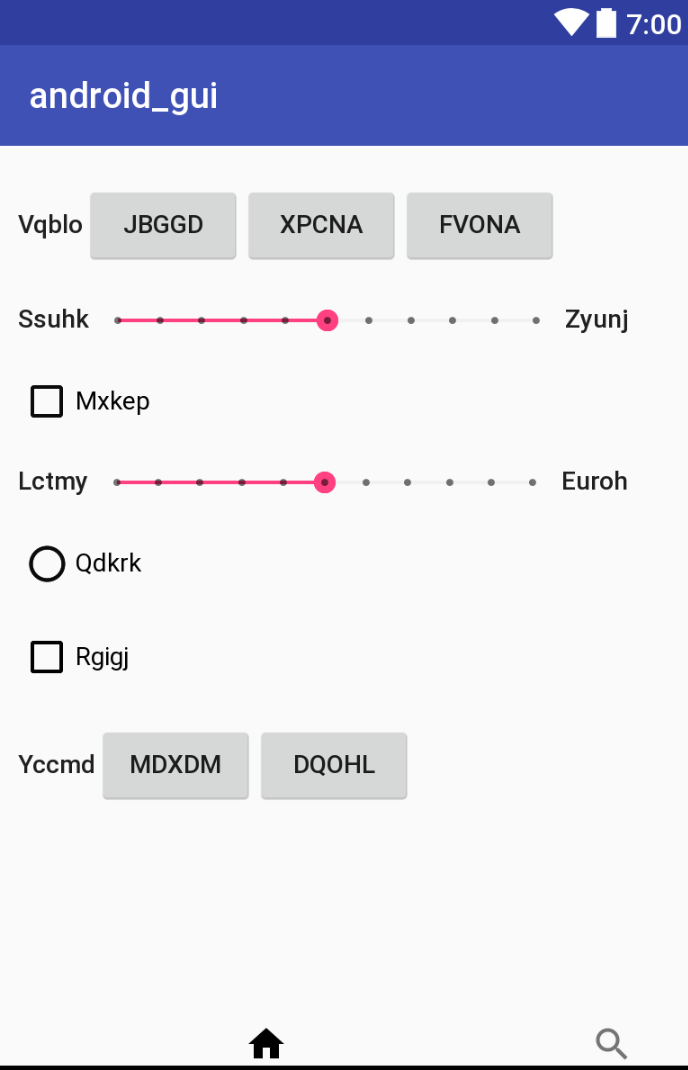 7:00
android_gui
Vqblo JBGGD XPCNA FVONA
Ssuhk Zyunj
Mxkep
Lctmy Euroh
Qdkrk
Rgigj
Yccmd MDXDM DQOHL